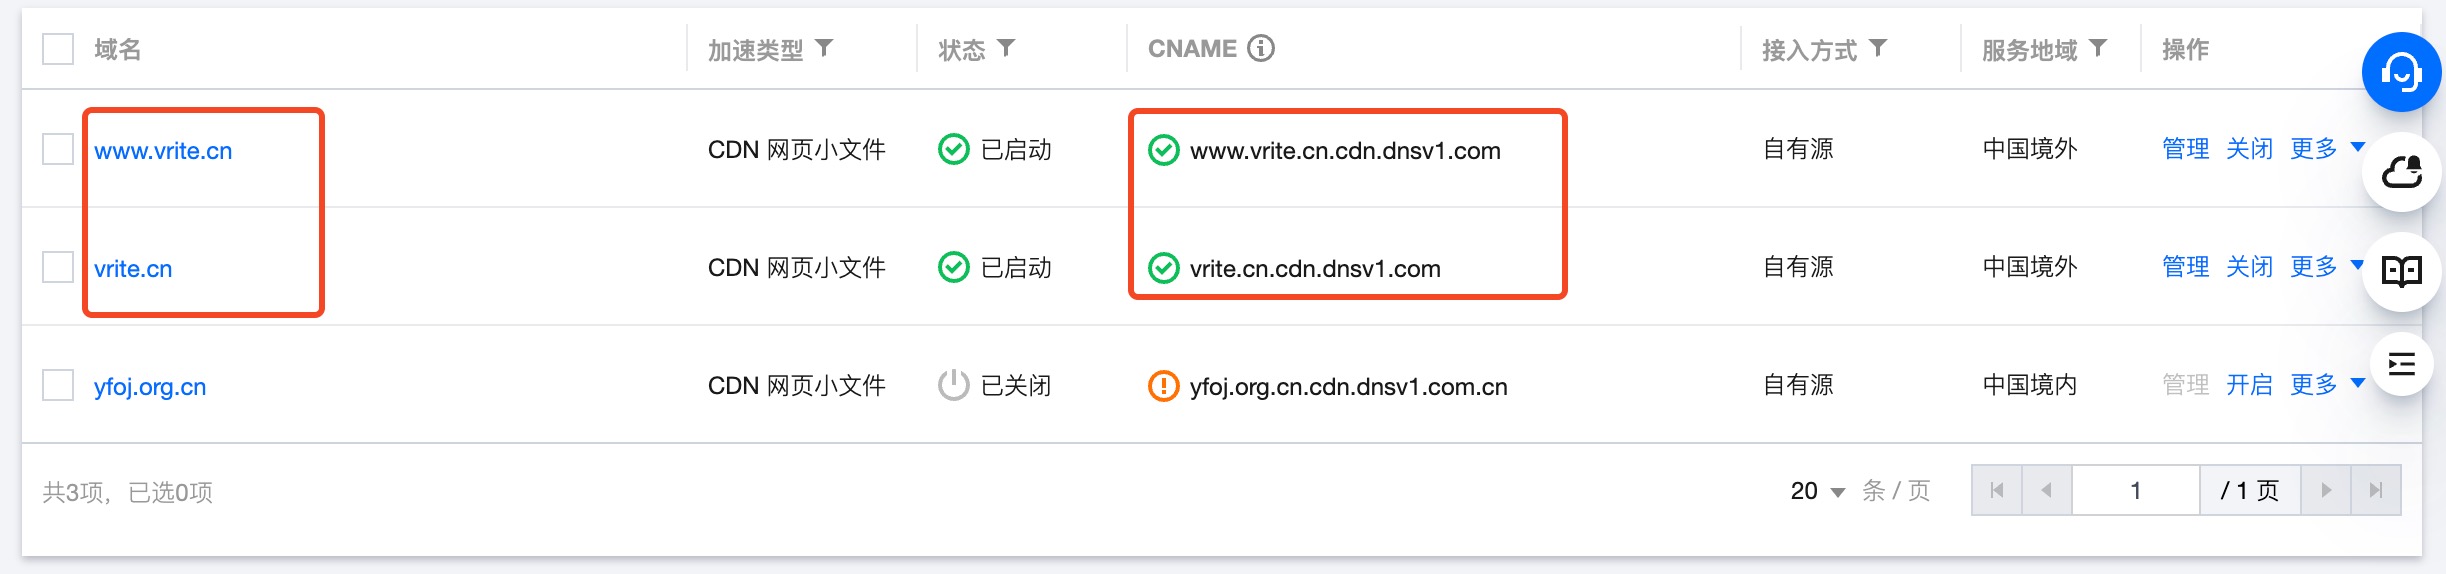 域名 加速类型 状态 CNAME 接入方式 服务地域 操作
www.vrite.cn CDN 网页小文件 已启动 www.vrite.cn.cdn.dnsv1.com 自有源 中国境外 管理 关闭 更多
vrite.cn CDN 网页小文件 已启动 vrite.cn.cdn.dnsv1.com 自有源 中国境外 管理 关闭 更多
yfoj.org.cn CDN 网页小文件 已关闭 yfoj.org.cn.cdn.dnsv1.com.cn 自有源 中国境内 管理 开启 更多
共3项，已选0项 20 条 / 页 1 / 1 页